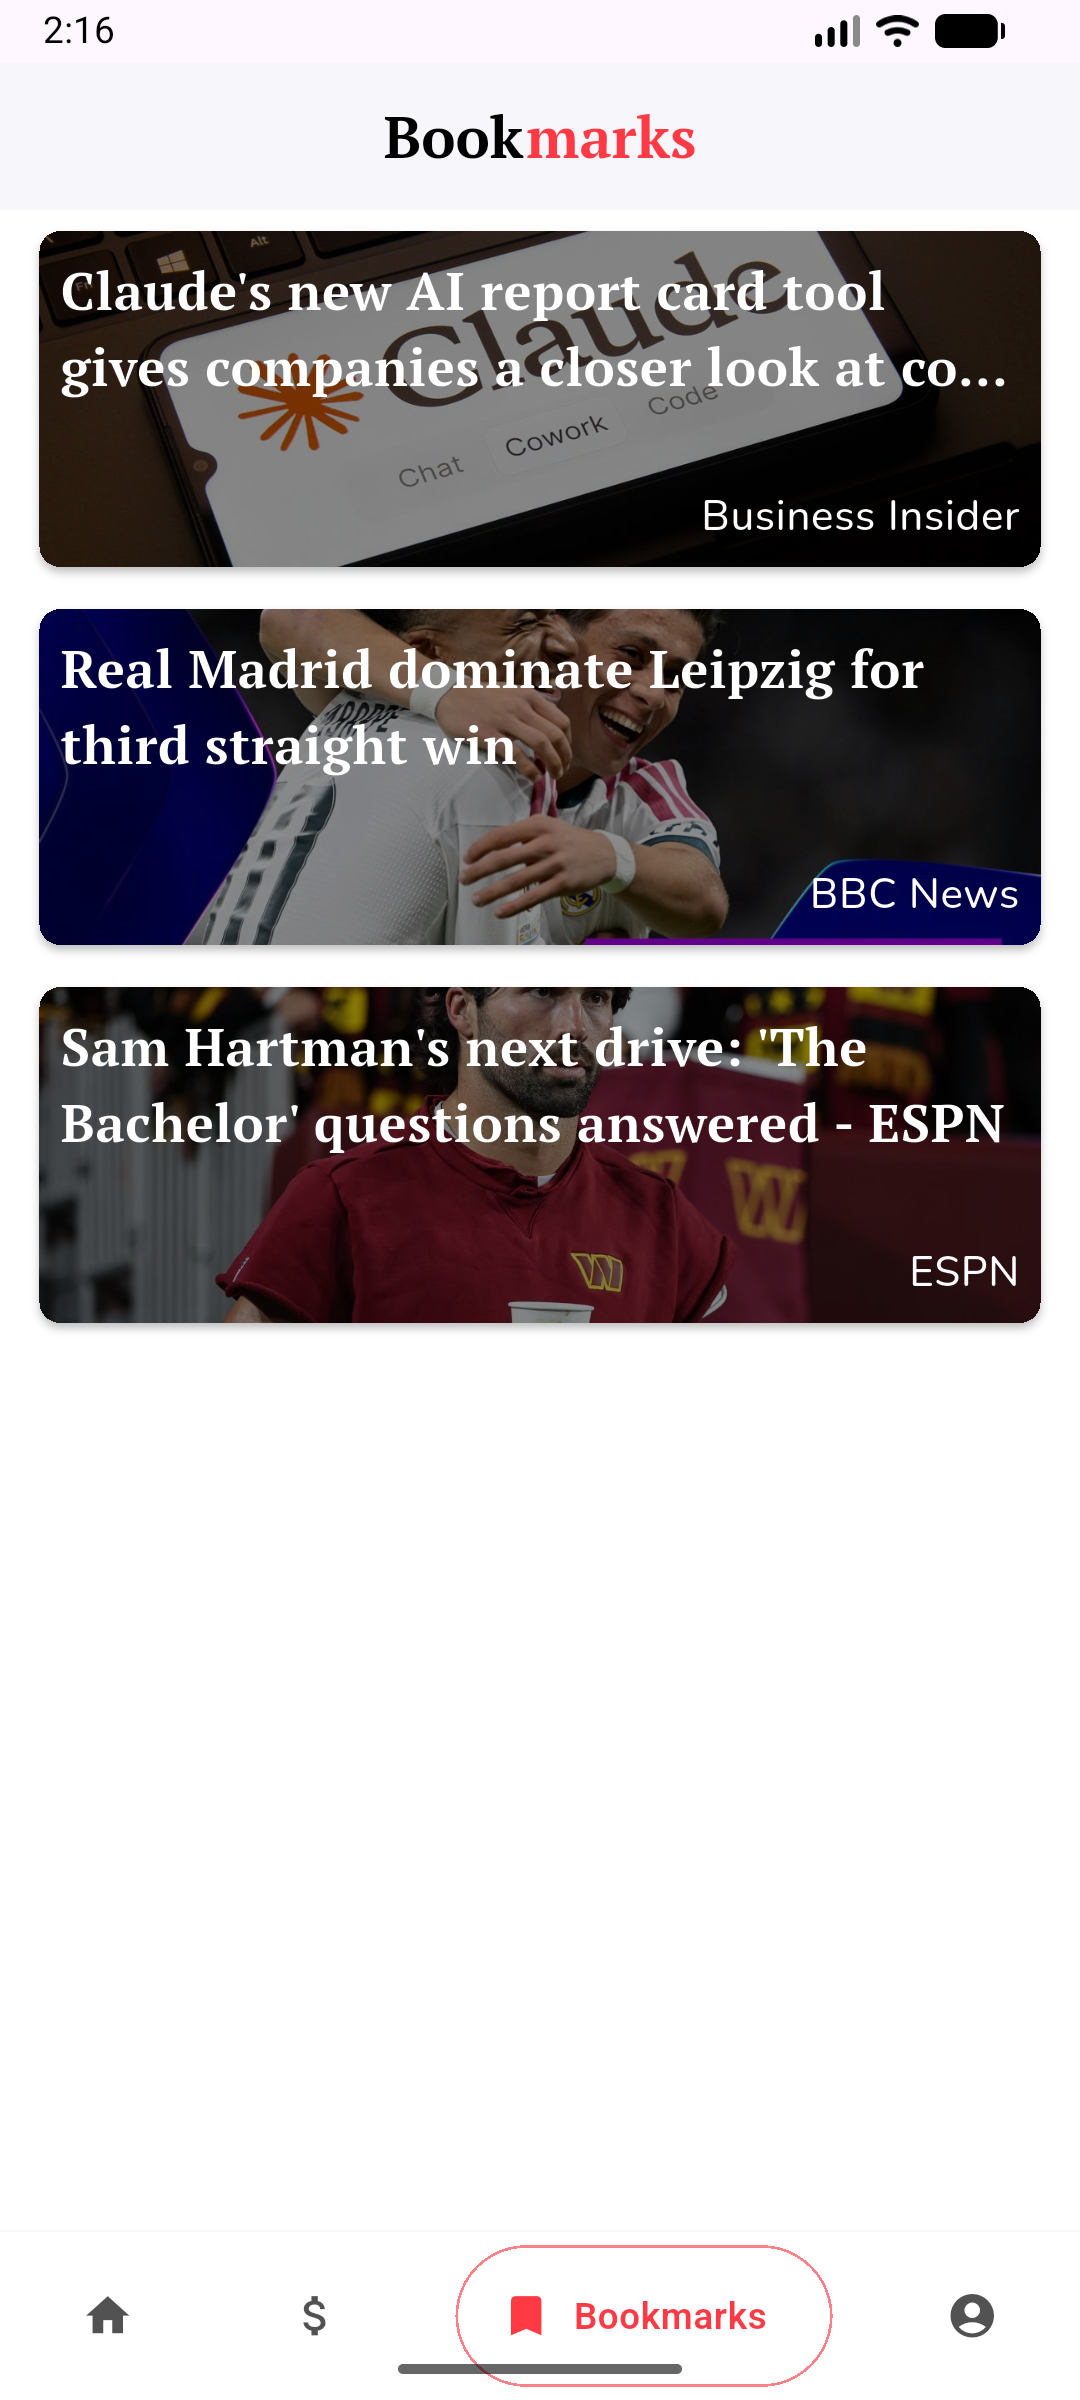 2:16
Bookmarks
Alt
Claude
Claude's new AI report card tool
gives companies a closer look at co...
Chat Cowork Code
Business Insider
Real Madrid dominate Leipzig for
third straight win
BBC News
Sam Hartman's next drive: 'The
Bachelor' questions answered - ESPN
W
W
ESPN
$
Bookmarks